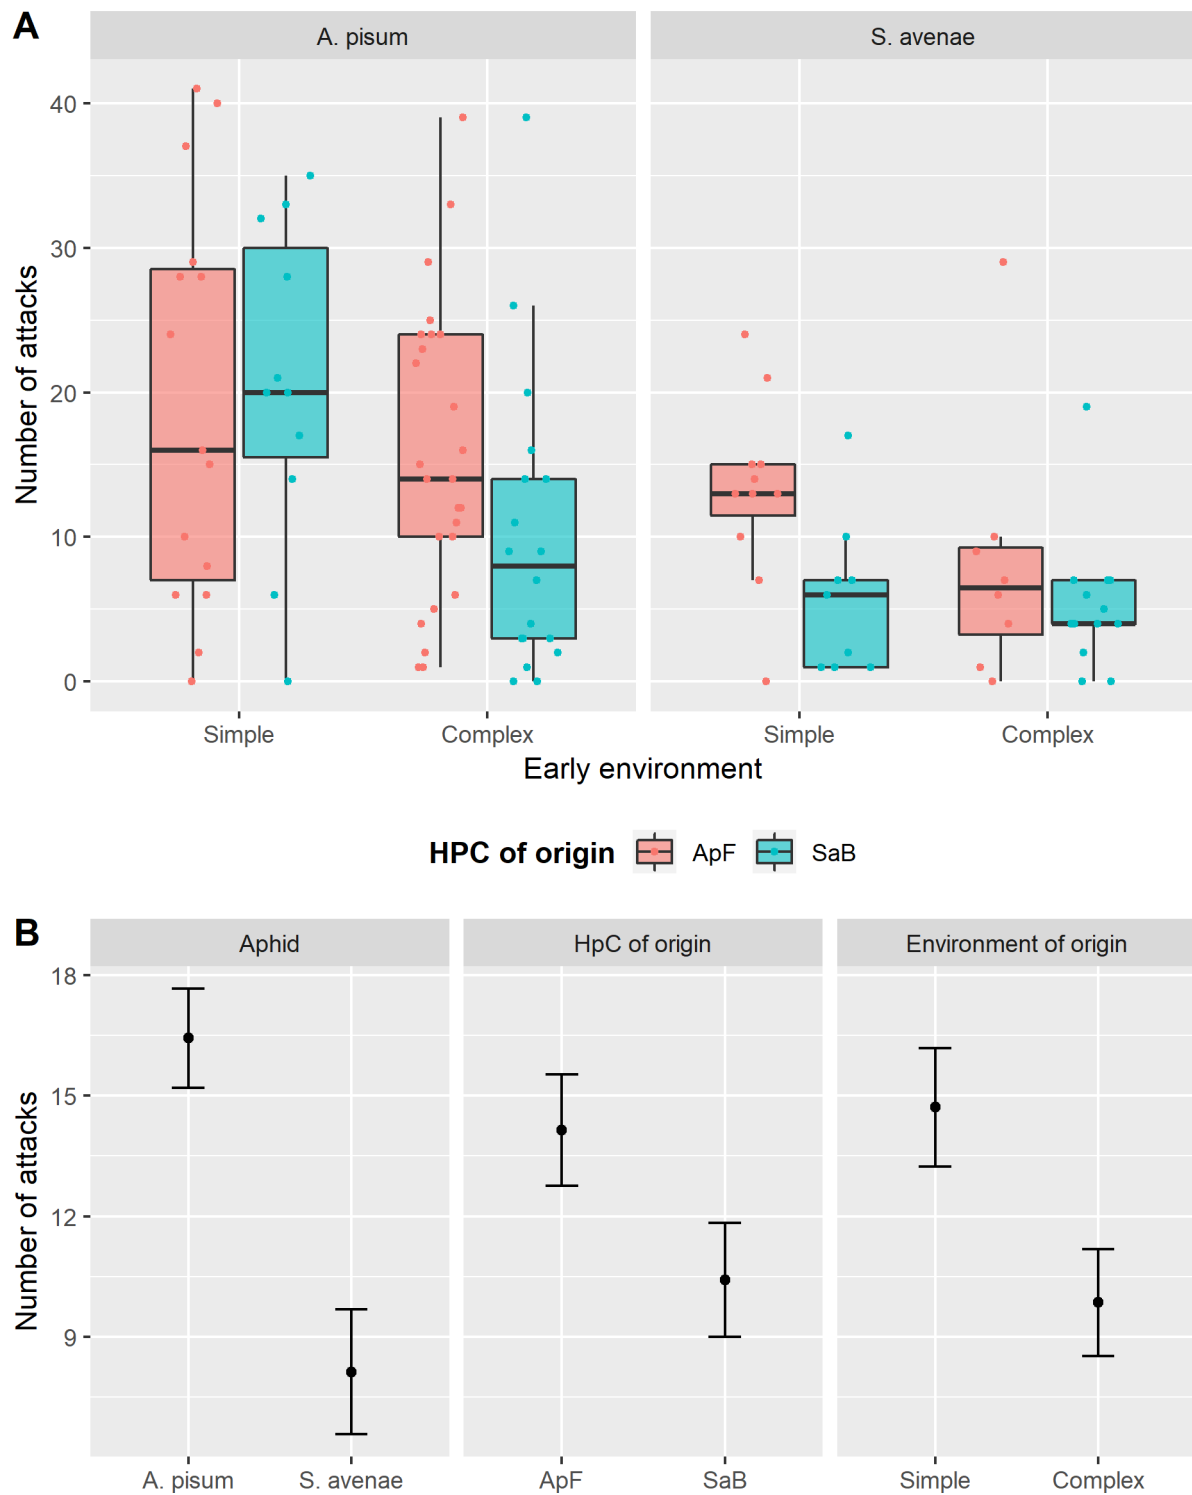 A
A. pisum
S. avenae
Number of attacks
40
30
20
10
0
Simple
Complex
Simple
Complex
Early environment
HPC of origin
ApF
SaB
B
Aphid
HpC of origin
Environment of origin
Number of attacks
18
15
12
9
A. pisum
S. avenae
ApF
SaB
Simple
Complex